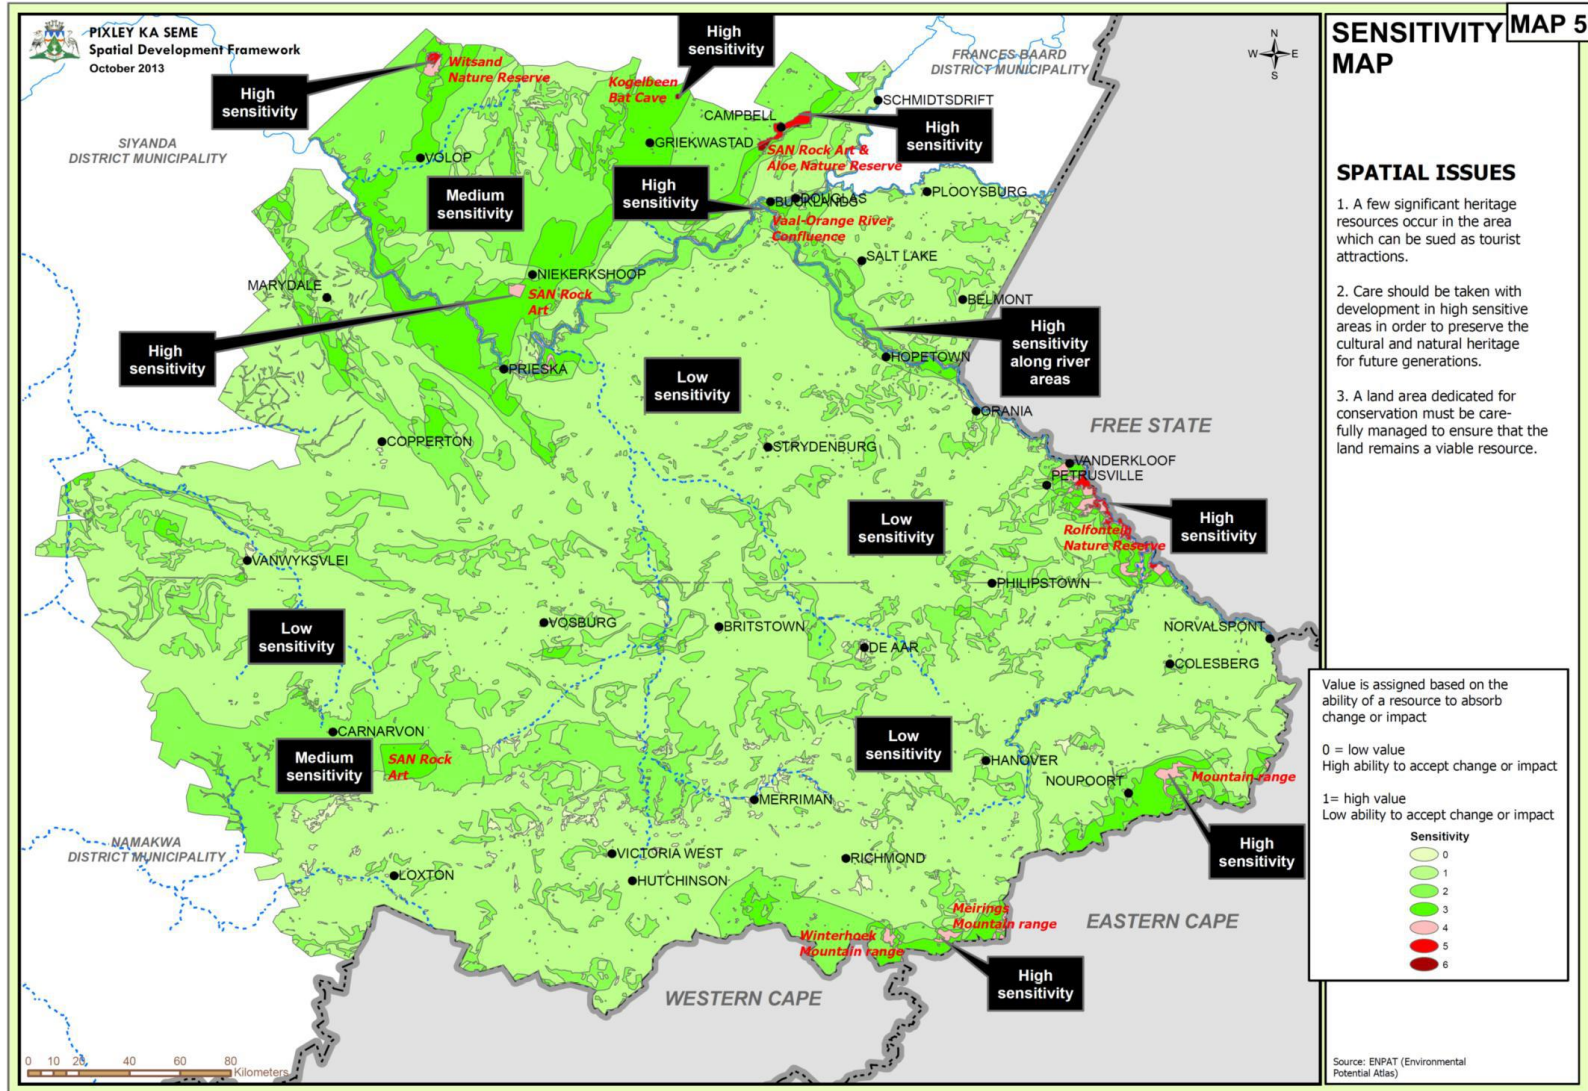 PIXLEY KA SEME
Spatial Development Framework
October 2013
MAP 5
SENSITIVITY
MAP
SPATIAL ISSUES
1. A few significant heritage
resources occur in the area
which can be sued as tourist
attractions.
2. Care should be taken with
development in high sensitive
areas in order to preserve the
cultural and natural heritage
for future generations.
3. A land area dedicated for
conservation must be care-
fully managed to ensure that the
land remains a viable resource.
Value is assigned based on the
ability of a resource to absorb
change or impact
0 = low value
High ability to accept change or impact
1= high value
Low ability to accept change or impact
Sensitivity
0
1
2
3
4
5
6
Source: ENPAT (Environmental
Potential Atlas)
N
W E
S
High
sensitivity
FRANCES BAARD
DISTRICT MUNICIPALITY
Witsand
Nature Reserve
High
sensitivity
Kogelbeen
Bat Cave
SCHMIDTSDRIFT
CAMPBELL
High
sensitivity
SIYANDA
DISTRICT MUNICIPALITY
GRIEKWASTAD
SAN Rock Art &
Aloe Nature Reserve
VOLOP
Medium
sensitivity
High
sensitivity
PLOOYSBURG
BUCKLANDS
DOUGLAS
Vaal-Orange River
Confluence
SALT LAKE
NIEKERKSHOOP
MARYDALE
SAN Rock
Art
BELMONT
High
sensitivity
High
sensitivity
along river
areas
PRIESKA
HOPETOWN
Low
sensitivity
ORANIA
FREE STATE
COPPERTON
STRYDENBURG
VANDERKLOOF
PETRUSVILLE
Low
sensitivity
High
sensitivity
Rolfontein
Nature Reserve
VANWYKSVLEI
PHILIPSTOWN
Low
sensitivity
VOSBURG
BRITSTOWN
NORVALSPONT
DE AAR
COLESBERG
CARNARVON
Low
sensitivity
Medium
sensitivity
SAN Rock
Art
HANOVER
NOUPOORT
Mountain range
MERRIMAN
NAMAKWA
DISTRICT MUNICIPALITY
High
sensitivity
VICTORIA WEST
RICHMOND
LOXTON
HUTCHINSON
Meirings
Mountain range
EASTERN CAPE
Winterhoek
Mountain range
High
sensitivity
WESTERN CAPE
0 10 20 40 60 80
Kilometers